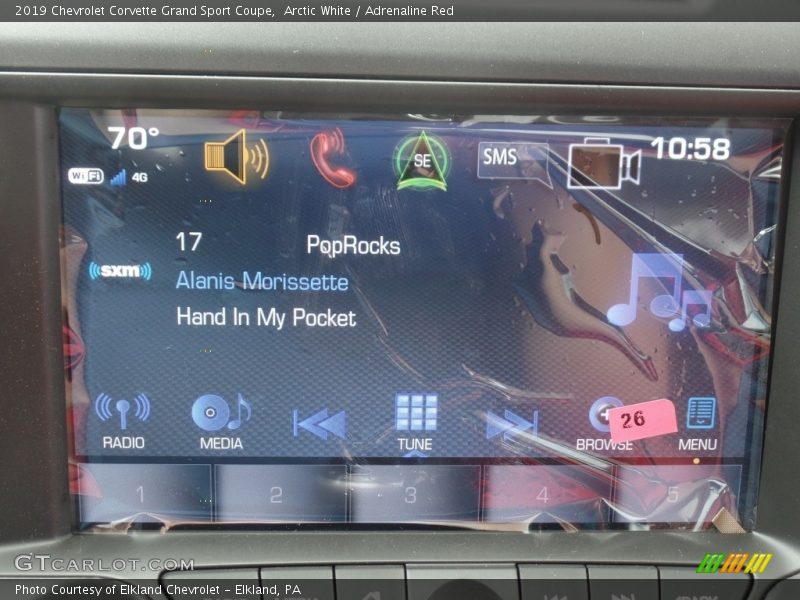 2019 Chevrolet Corvette Grand Sport Coupe, Arctic White / Adrenaline Red
70°
10:58
SE
SMS
WiFi 4G
17 PopRocks
sxm
Alanis Morissette
Hand In My Pocket
26
RADIO MEDIA TUNE BROWSE MENU
1 2 3 4 5
GTCARLOT.COM
Photo Courtesy of Elkland Chevrolet - Elkland, PA